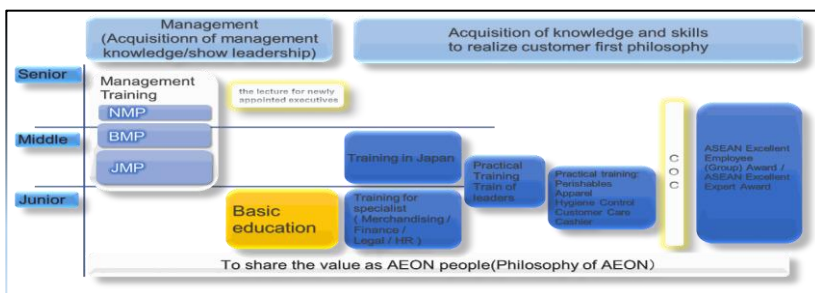 Management
(Acquisitionn of management
knowledge/show leadership)
Acquisition of knowledge and skills
to realize customer first philosophy
Senior
Management
Training
NMP
the lecture for newly
appointed executives
Middle
BMP
JMP
Training in Japan
Practical
Training
Train of
leaders
Practical training:
Perishables
Apparel
Hygiene Control
Customer Care
Cashier
C
O
C
ASEAN Excellent
Employee
(Group) Award /
ASEAN Excellent
Expert Award
Junior
Basic
education
Training for
specialist
( Merchandising /
Finance /
Legal / HR )
To share the value as AEON people(Philosophy of AEON)